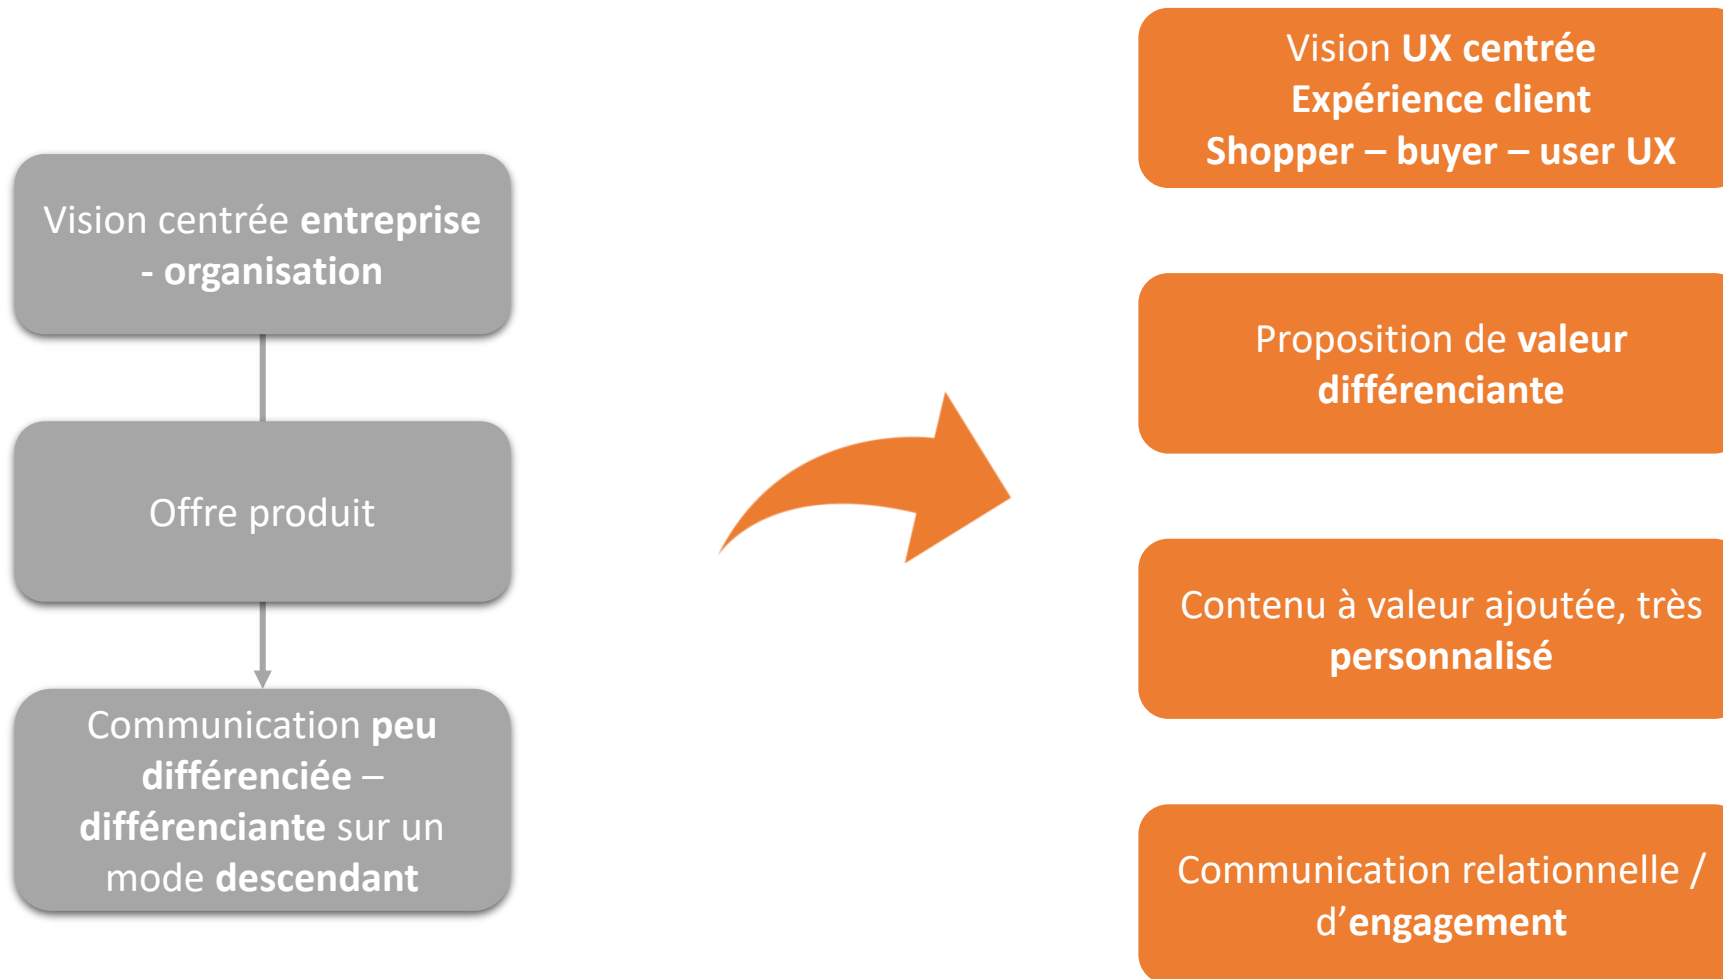 Vision centrée entreprise
- organisation
Offre produit
Communication peu
différenciée –
différenciante sur un
mode descendant
Vision UX centrée
Expérience client
Shopper – buyer – user UX
Proposition de valeur
différenciante
Contenu à valeur ajoutée, très
personnalisé
Communication relationnelle /
d’engagement